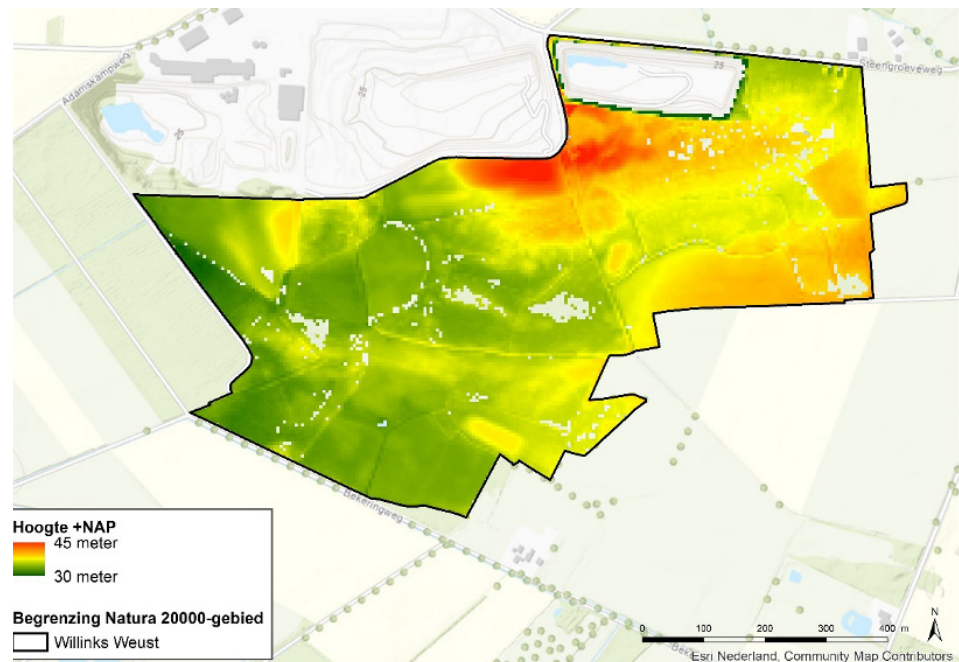 Adamskampweg
Steengroeveweg
25
25
25
Bekeringweg
Hoogte +NAP
45 meter
30 meter
Begrenzing Natura 20000-gebied
Willinks Weust
0 100 200 300 400 m
N
Esri Nederland, Community Map Contributors